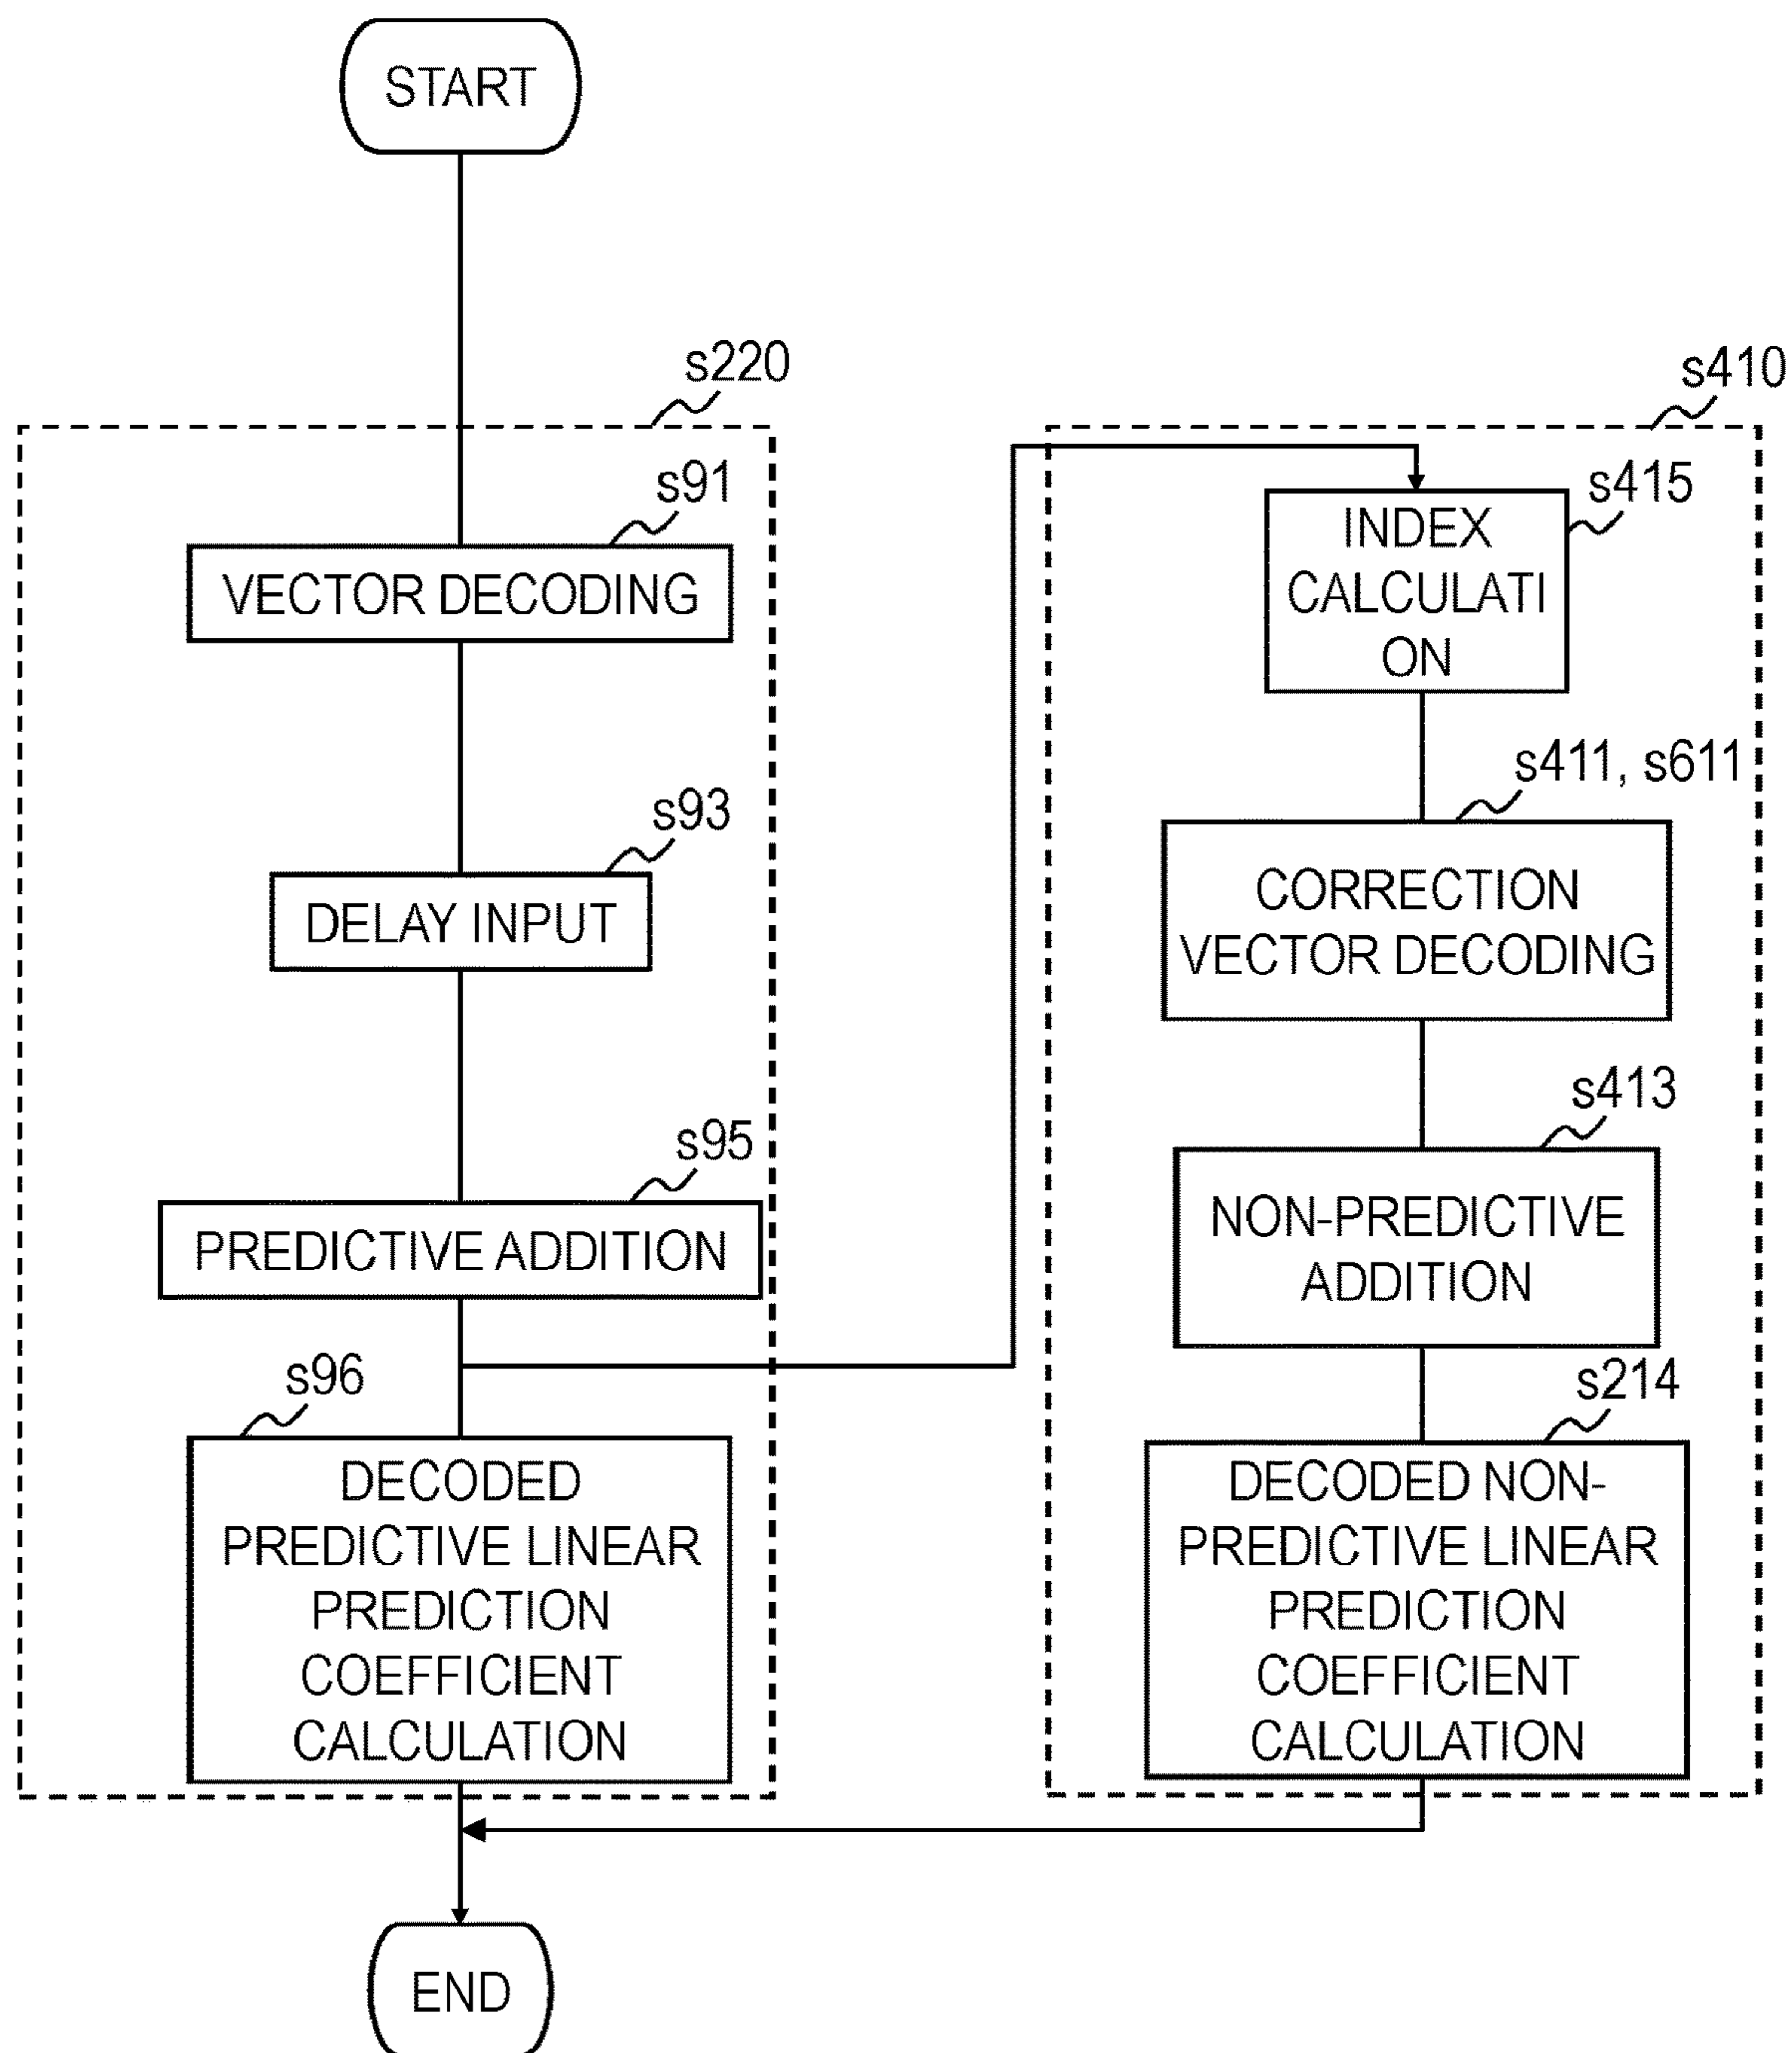 START
s220
s91
VECTOR DECODING
s93
DELAY INPUT
s95
PREDICTIVE ADDITION
s96
DECODED
PREDICTIVE LINEAR
PREDICTION
COEFFICIENT
CALCULATION
s410
s415
INDEX
CALCULATI
ON
s411, s611
CORRECTION
VECTOR DECODING
s413
NON-PREDICTIVE
ADDITION
s214
DECODED NON-
PREDICTIVE LINEAR
PREDICTION
COEFFICIENT
CALCULATION
END